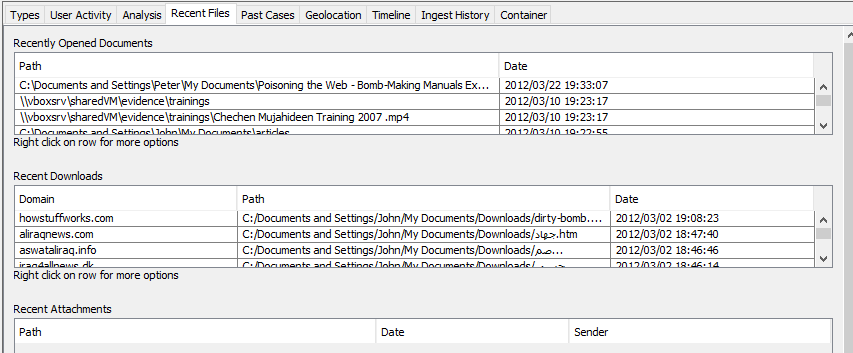 Types User Activity Analysis Recent Files Past Cases Geolocation Timeline Ingest History Container
Recently Opened Documents
Path Date
C:\Documents and Settings\Peter\My Documents\Poisoning the Web - Bomb-Making Manuals Ex... 2012/03/22 19:33:07
\\vboxsrv\sharedVM\evidence\trainings 2012/03/10 19:23:17
\\vboxsrv\sharedVM\evidence\trainings\Chechen Mujahideen Training 2007 .mp4 2012/03/10 19:23:17
C:\Documents and Settings\John\My Documents\articles 2012/03/10 19:22:55
Right click on row for more options
Recent Downloads
Domain Path Date
howstuffworks.com C:/Documents and Settings/John/My Documents/Downloads/dirty-bomb.... 2012/03/02 19:08:23
aliraqnews.com C:/Documents and Settings/John/My Documents/Downloads/جهاد.htm 2012/03/02 18:47:40
aswataliraq.info C:/Documents and Settings/John/My Documents/Downloads/صم... 2012/03/02 18:46:46
iraq4allnews.dk C:/Documents and Settings/John/My Documents/Downloads/ 2012/03/02 18:46:14
Right click on row for more options
Recent Attachments
Path Date Sender